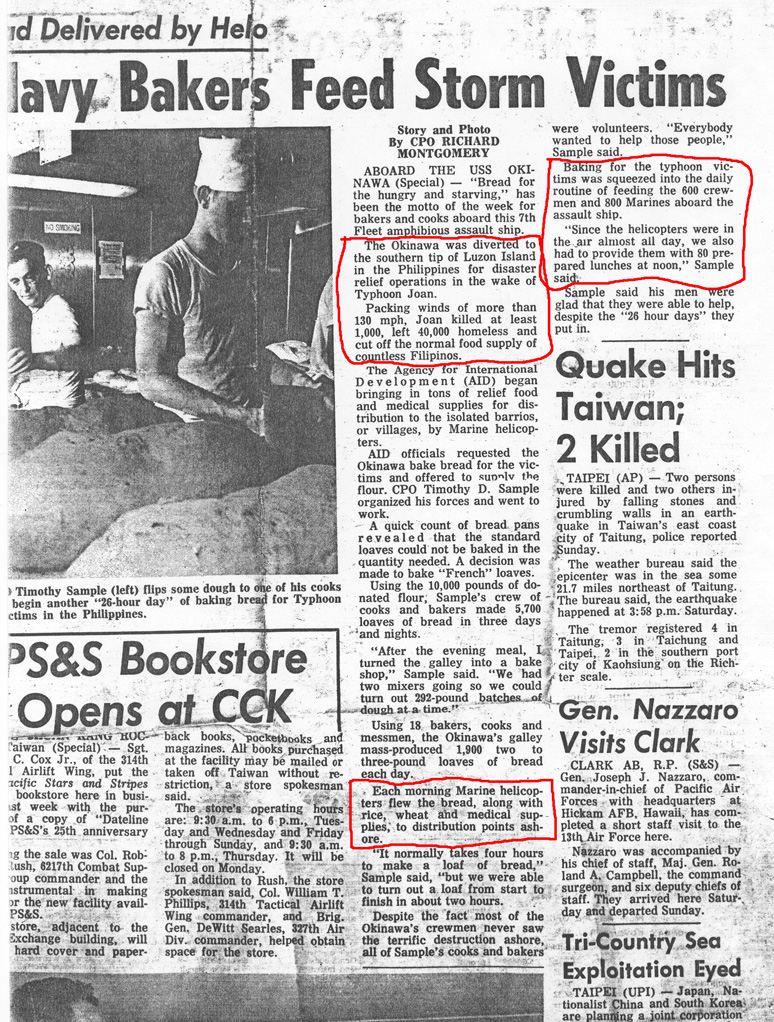 Delivered by Helo
Bakers Feed Storm Victims
NO SMOKING
Timothy Sample (left) flips some dough to one of his cooks
begin another "26-hour day" of baking bread for Typhoon
in the Philippines.
PS&S Bookstore
Opens at CCK
Taiwan (Special) — Sgt.
C. Cox Jr., of the 314th
Airlift Wing, put the
Pacific Stars and Stripes
bookstore here in busi-
last week with the pur-
of a copy of "Dateline
PS&S's 25th anniversary
the sale was Col. Rob-
Rush, 6217th Combat Sup-
oup commander and the
instrumental in making
or the new facility avail-
PS&S.
store, adjacent to the
Exchange building, will
hard cover and paper-
back books, pocketbooks and
magazines. All books purchased
at the facility may be mailed or
taken off Taiwan without re-
striction, a store spokesman
said.
The store's operating hours
are: 9:30 a.m. to 6 p.m., Tues-
day and Wednesday and Friday
through Sunday, and 9:30 a.m.
to 8 p.m., Thursday. It will be
closed on Monday.
In addition to Rush, the store
spokesman said, Col. William T.
Phillips, 314th Tactical Airlift
Wing commander, and Brig.
Gen. DeWitt Searles, 327th Air
Div. commander, helped obtain
space for the store.
Story and Photo
By CPO RICHARD
MONTGOMERY
ABOARD THE USS OKI-
NAWA (Special) — "Bread for
the hungry and starving," has
been the motto of the week for
bakers and cooks aboard this 7th
Fleet amphibious assault ship.
The Okinawa was diverted to
the southern tip of Luzon Island
in the Philippines for disaster
relief operations in the wake of
Typhoon Joan.
Packing winds of more than
130 mph, Joan killed at least
1,000, left 40,000 homeless and
cut off the normal food supply of
countless Filipinos.
The Agency for International
Development (AID) began
bringing in tons of relief food
and medical supplies for dis-
tribution to the isolated barrios,
or villages, by Marine helicop-
ters.
AID officials requested the
Okinawa bake bread for the vic-
tims and offered to supply the
flour. CPO Timothy D. Sample
organized his forces and went to
work.
A quick count of bread pans
revealed that the standard
loaves could not be baked in the
quantity needed. A decision was
made to bake "French" loaves.
Using the 10,000 pounds of do-
nated flour, Sample's crew of
cooks and bakers made 5,700
loaves of bread in three days
and nights.
"After the evening meal, I
turned the galley into a bake
shop," Sample said. "We had
two mixers going so we could
turn out 292-pound batches of
dough at a time."
Using 18 bakers, cooks and
messmen, the Okinawa's galley
mass-produced 1,900 two to
three-pound loaves of bread
each day.
Each morning Marine helicop-
ters flew the bread, along with
rice, wheat and medical sup-
plies, to distribution points ash-
ore.
"It normally takes four hours
to make a loaf of bread,"
Sample said, "but we were able
to turn out a loaf from start to
finish in about two hours.
Despite the fact most of the
Okinawa's crewmen never saw
the terrific destruction ashore,
all of Sample's cooks and bakers
were volunteers. "Everybody
wanted to help those people,"
Sample said.
Baking for the typhoon vic-
tims was squeezed into the daily
routine of feeding the 600 crew-
men and 800 Marines aboard the
assault ship.
"Since the helicopters were in
the air almost all day, we also
had to provide them with 80 pre-
pared lunches at noon," Sample
said.
Sample said his men were
glad that they were able to help,
despite the "26 hour days" they
put in.
Quake Hits
Taiwan;
2 Killed
TAIPEI (AP) — Two persons
were killed and two others in-
jured by falling stones and
crumbling walls in an earth-
quake in Taiwan's east coast
city of Taitung, police reported
Sunday.
The weather bureau said the
epicenter was in the sea some
21.7 miles northeast of Taitung.
The bureau said, the earthquake
happened at 3:58 p.m. Saturday.
The tremor registered 4 in
Taitung, 3 in Taichung and
Taipei, 2 in the southern port
city of Kaohsiung on the Rich-
ter scale.
Gen. Nazzaro
Visits Clark
CLARK AB, R.P. (S&S) —
Gen. Joseph J. Nazzaro, com-
mander-in-chief of Pacific Air
Forces with headquarters at
Hickam AFB, Hawaii, has com-
pleted a short staff visit to the
13th Air Force here.
Nazzaro was accompanied by
his chief of staff, Maj. Gen. Ro-
land A. Campbell, the command
surgeon, and six deputy chiefs of
staff. They arrived here Satur-
day and departed Sunday.
Tri-Country Sea
Exploitation Eyed
TAIPEI (UPI) — Japan, Na-
tionalist China and South Korea
are planning a joint corporation